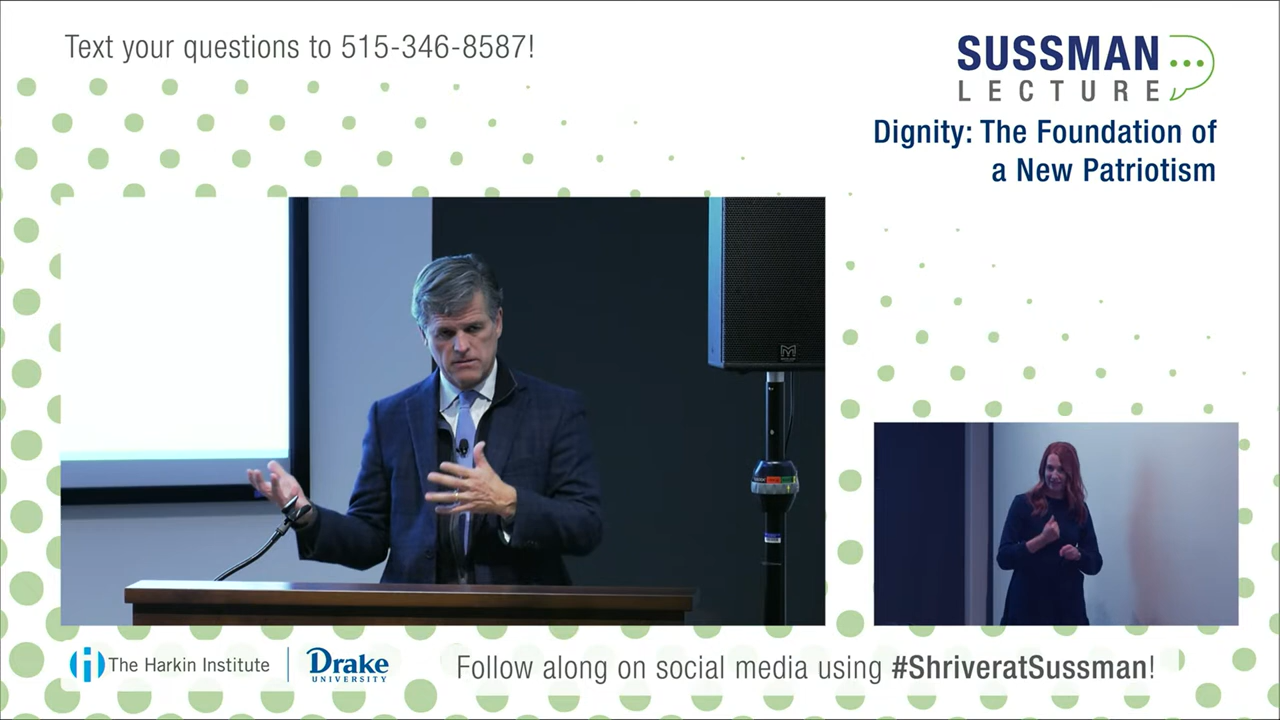 Text your questions to 515-346-8587!
SUSSMAN
LECTURE
Dignity: The Foundation of
a New Patriotism
The Harkin Institute
Drake
UNIVERSITY
Follow along on social media using #ShriveratSussman!